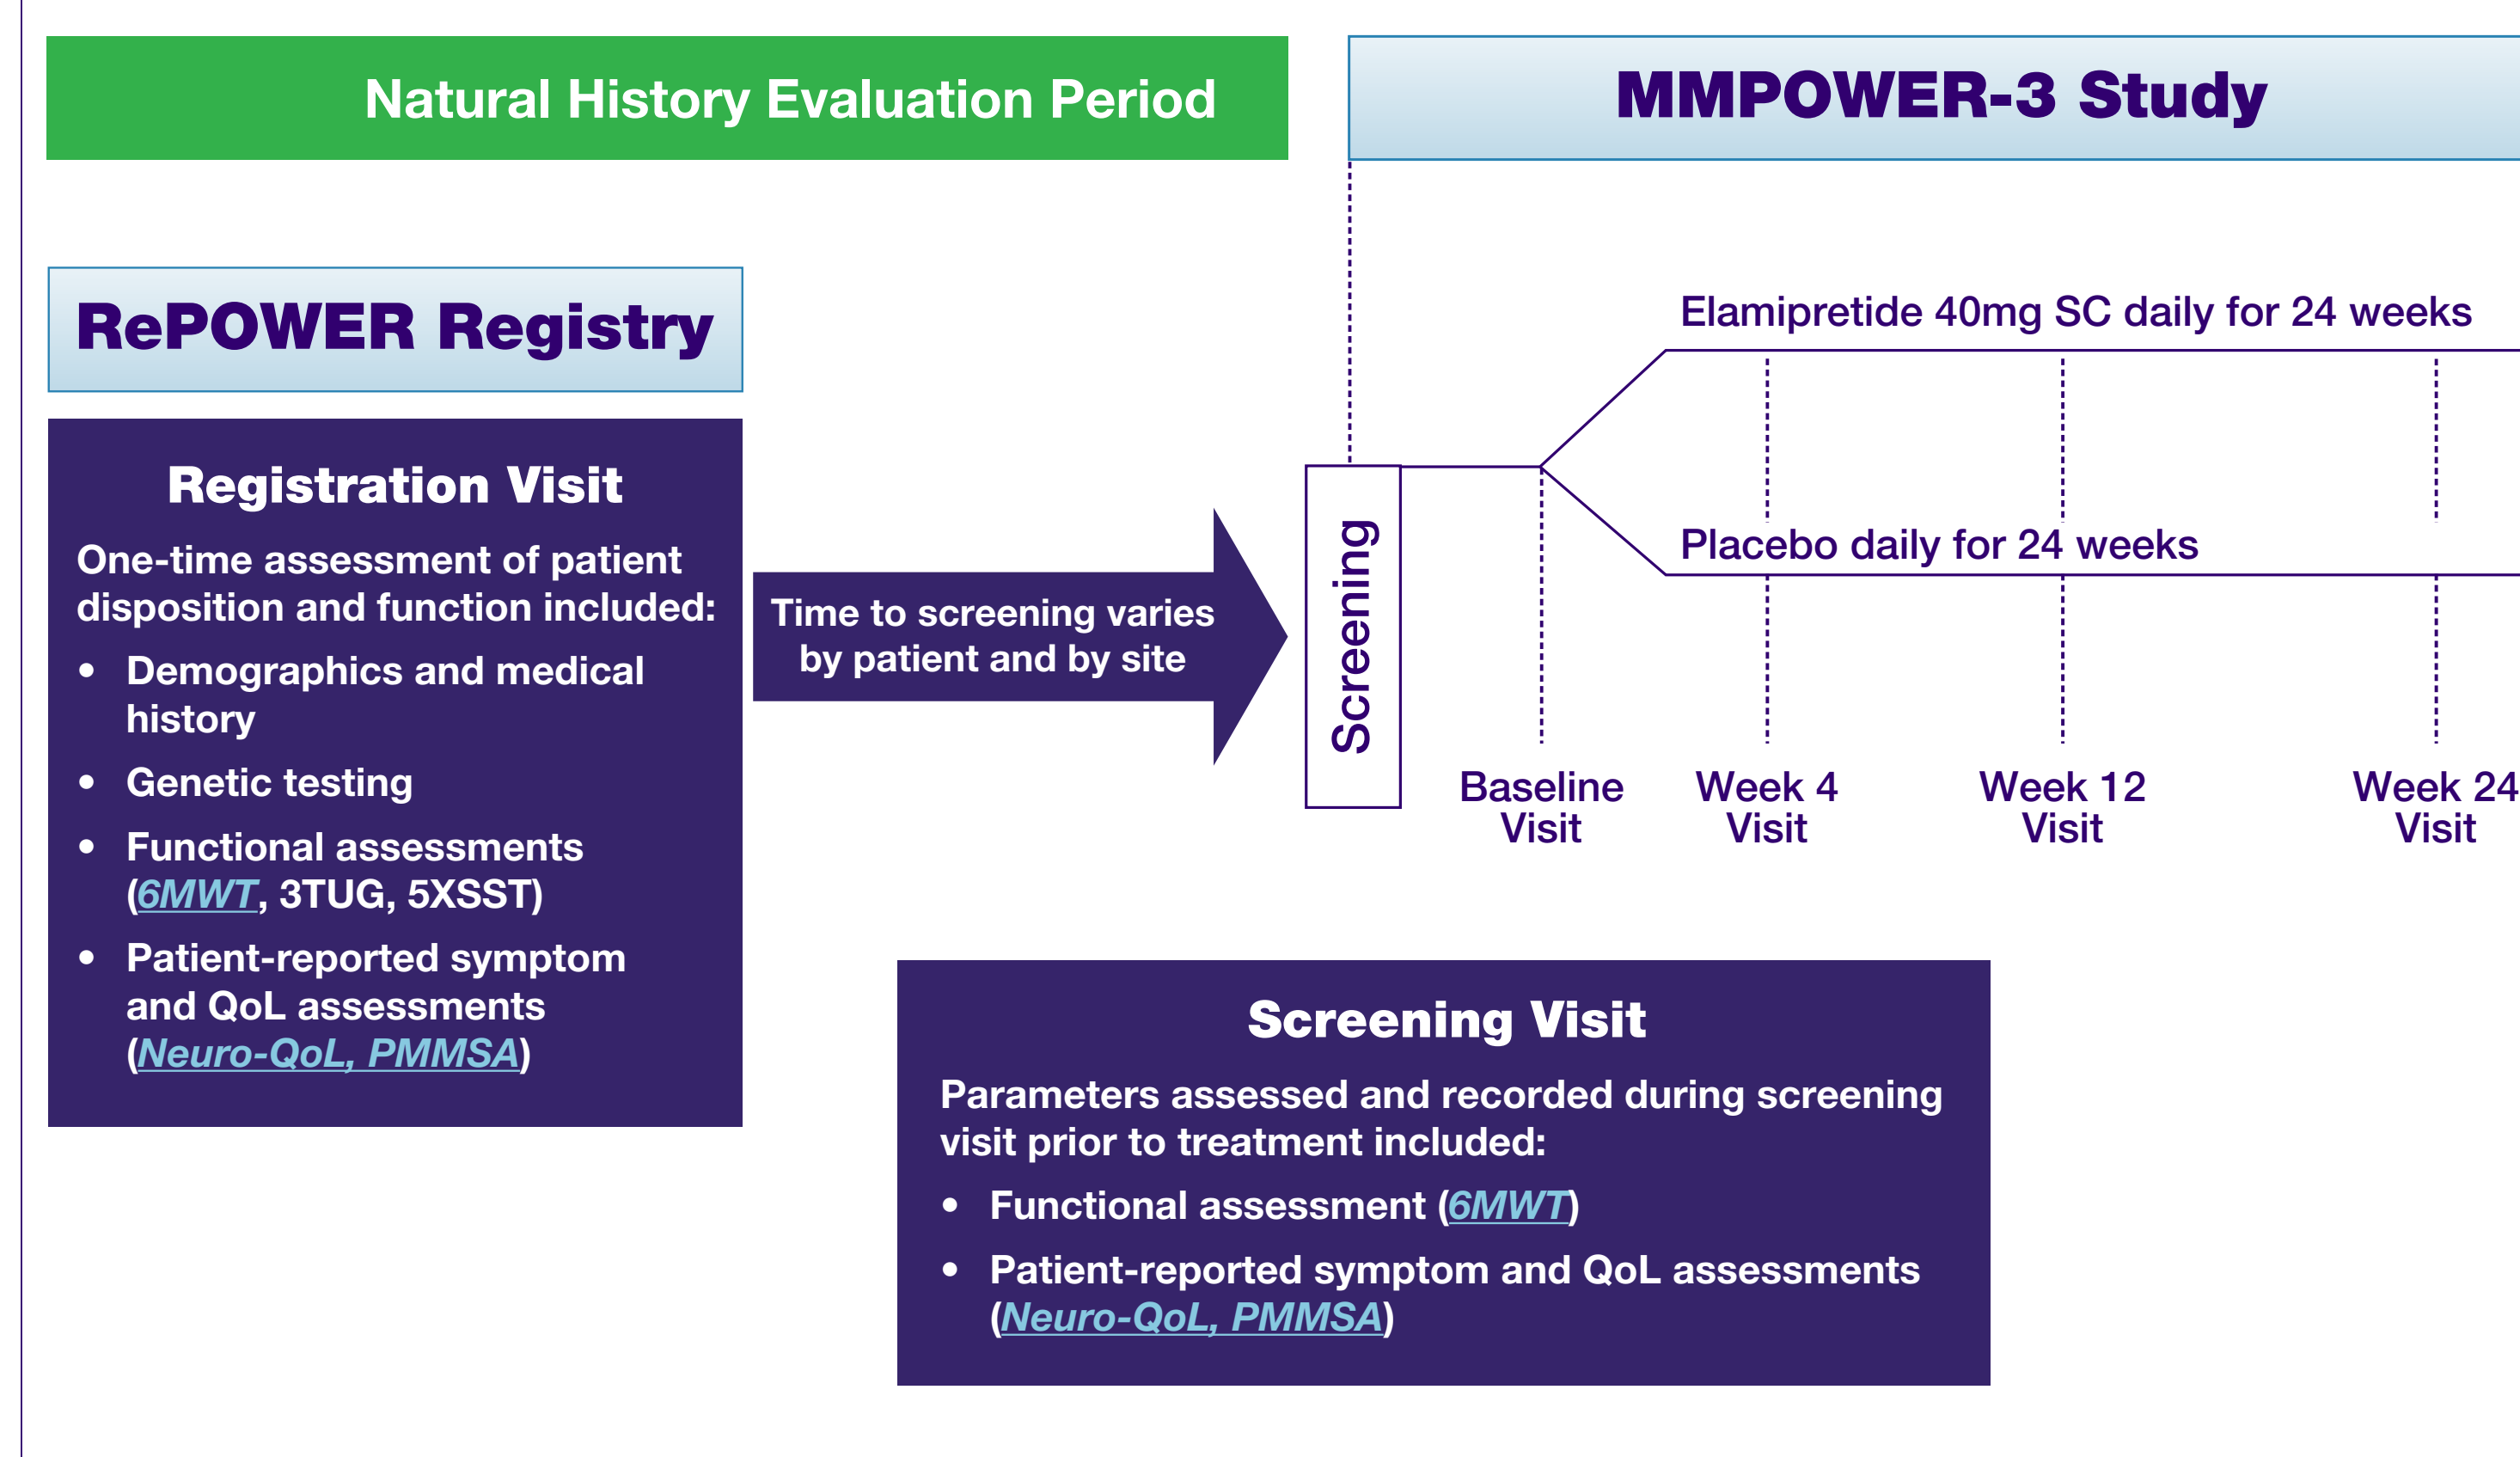 Natural History Evaluation Period
MMPOWER-3 Study
RePOWER Registry
Registration Visit
One-time assessment of patient
disposition and function included:
• Demographics and medical
history
• Genetic testing
• Functional assessments
(6MWT, 3TUG, 5XSST)
• Patient-reported symptom
and QoL assessments
(Neuro-QoL, PMMSA)
Time to screening varies
by patient and by site
Screening
Elamipretide 40mg SC daily for 24 weeks
Placebo daily for 24 weeks
Baseline
Visit
Week 4
Visit
Week 12
Visit
Week 24
Visit
Screening Visit
Parameters assessed and recorded during screening
visit prior to treatment included:
• Functional assessment (6MWT)
• Patient-reported symptom and QoL assessments
(Neuro-QoL, PMMSA)